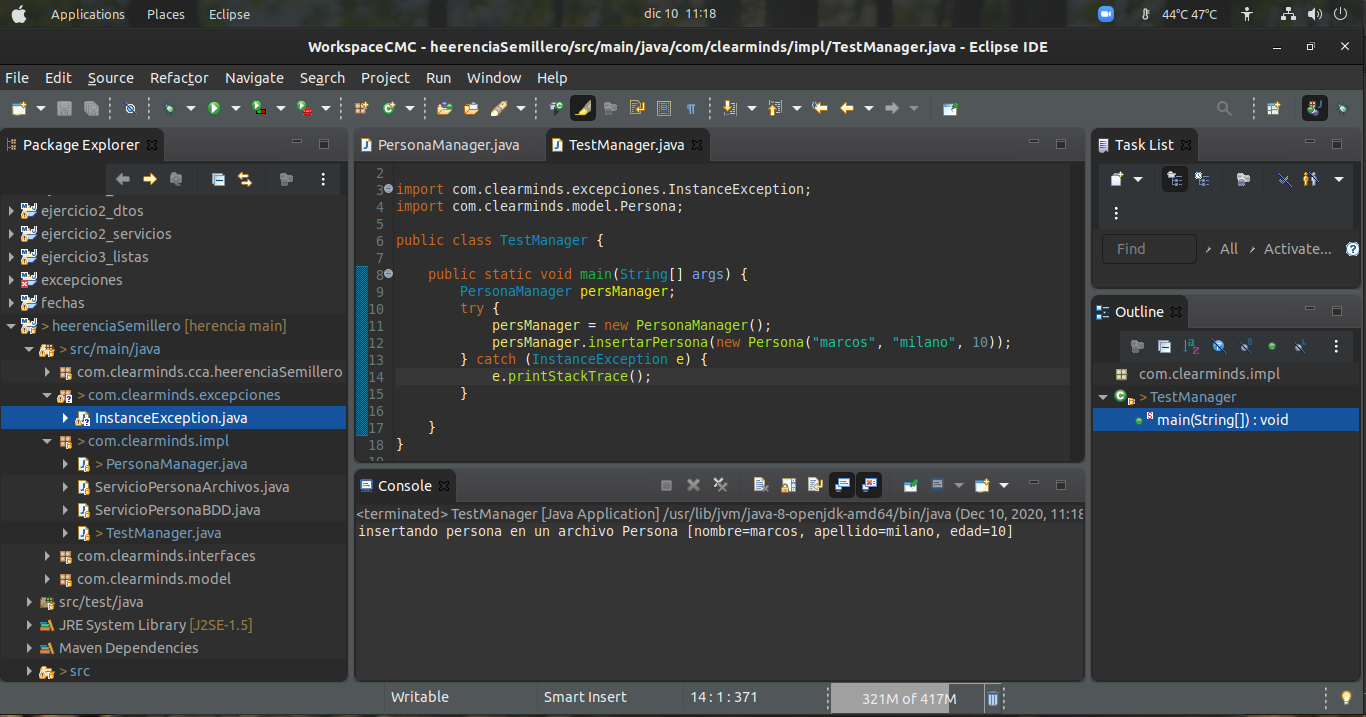 Applications Places Eclipse dic 10 11:18 44°C 47°C
WorkspaceCMC - heerenciaSemillero/src/main/java/com/clearminds/impl/TestManager.java - Eclipse IDE
File Edit Source Refactor Navigate Search Project Run Window Help
Package Explorer
ejercicio2_dtos
ejercicio2_servicios
ejercicio3_listas
excepciones
fechas
> heerenciaSemillero [herencia main]
> src/main/java
com.clearminds.cca.heerenciaSemillero
> com.clearminds.excepciones
InstanceException.java
> com.clearminds.impl
> PersonaManager.java
ServicioPersonaArchivos.java
ServicioPersonaBDD.java
> TestManager.java
com.clearminds.interfaces
com.clearminds.model
src/test/java
JRE System Library [J2SE-1.5]
Maven Dependencies
> src
PersonaManager.java TestManager.java
2
3 import com.clearminds.excepciones.InstanceException;
4 import com.clearminds.model.Persona;
5
6 public class TestManager {
7
8 public static void main(String[] args) {
9 PersonaManager persManager;
10 try {
11 persManager = new PersonaManager();
12 persManager.insertarPersona(new Persona("marcos", "milano", 10));
13 } catch (InstanceException e) {
14 e.printStackTrace();
15 }
16
17 }
18 }
Console
<terminated> TestManager [Java Application] /usr/lib/jvm/java-8-openjdk-amd64/bin/java (Dec 10, 2020, 11:18
insertando persona en un archivo Persona [nombre=marcos, apellido=milano, edad=10]
Task List
Find All Activate...
Outline
com.clearminds.impl
> TestManager
main(String[]) : void
Writable Smart Insert 14 : 1 : 371 321M of 417M